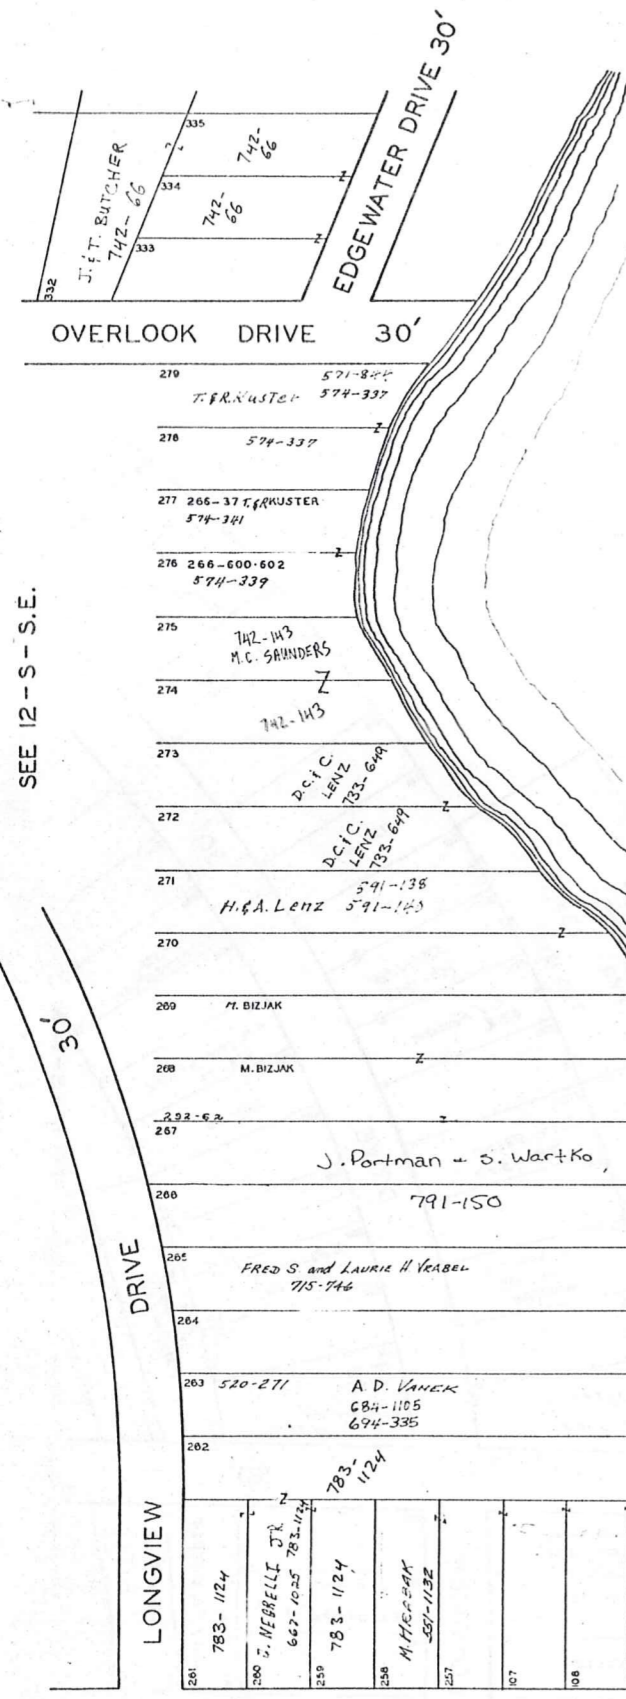 EDGEWATER DRIVE 30'
335
742-
66
334
742-
66
333
J. & T. BUTCHER
742-66
332
OVERLOOK DRIVE 30'
279
574-337
278
574-337
277 266-37 T. & R KUSTER
574-341
276 266-600-602
574-339
275
742-143
M.C. SAUNDERS
274
742-143
273
D.C. & C.
LENZ
733-649
272
D.C. & C.
LENZ
733-649
271
591-138
H. & A. Lenz
270
269 M. BIZJAK
268 M. BIZJAK
292-62
267
J. Portman & S. Wartko
266
791-150
265
FRED S. and LAURIE H VRABEL
715-746
264
263 520-271
A. D. VANEK
684-1105
694-335
262
783-
1124
SEE 12-S-S.E.
30'
LONGVIEW DRIVE
261
783-1124
260
NEGRELLI JR
667-1025 783-1124
259
783-1124
258
551-1132
257
107
108